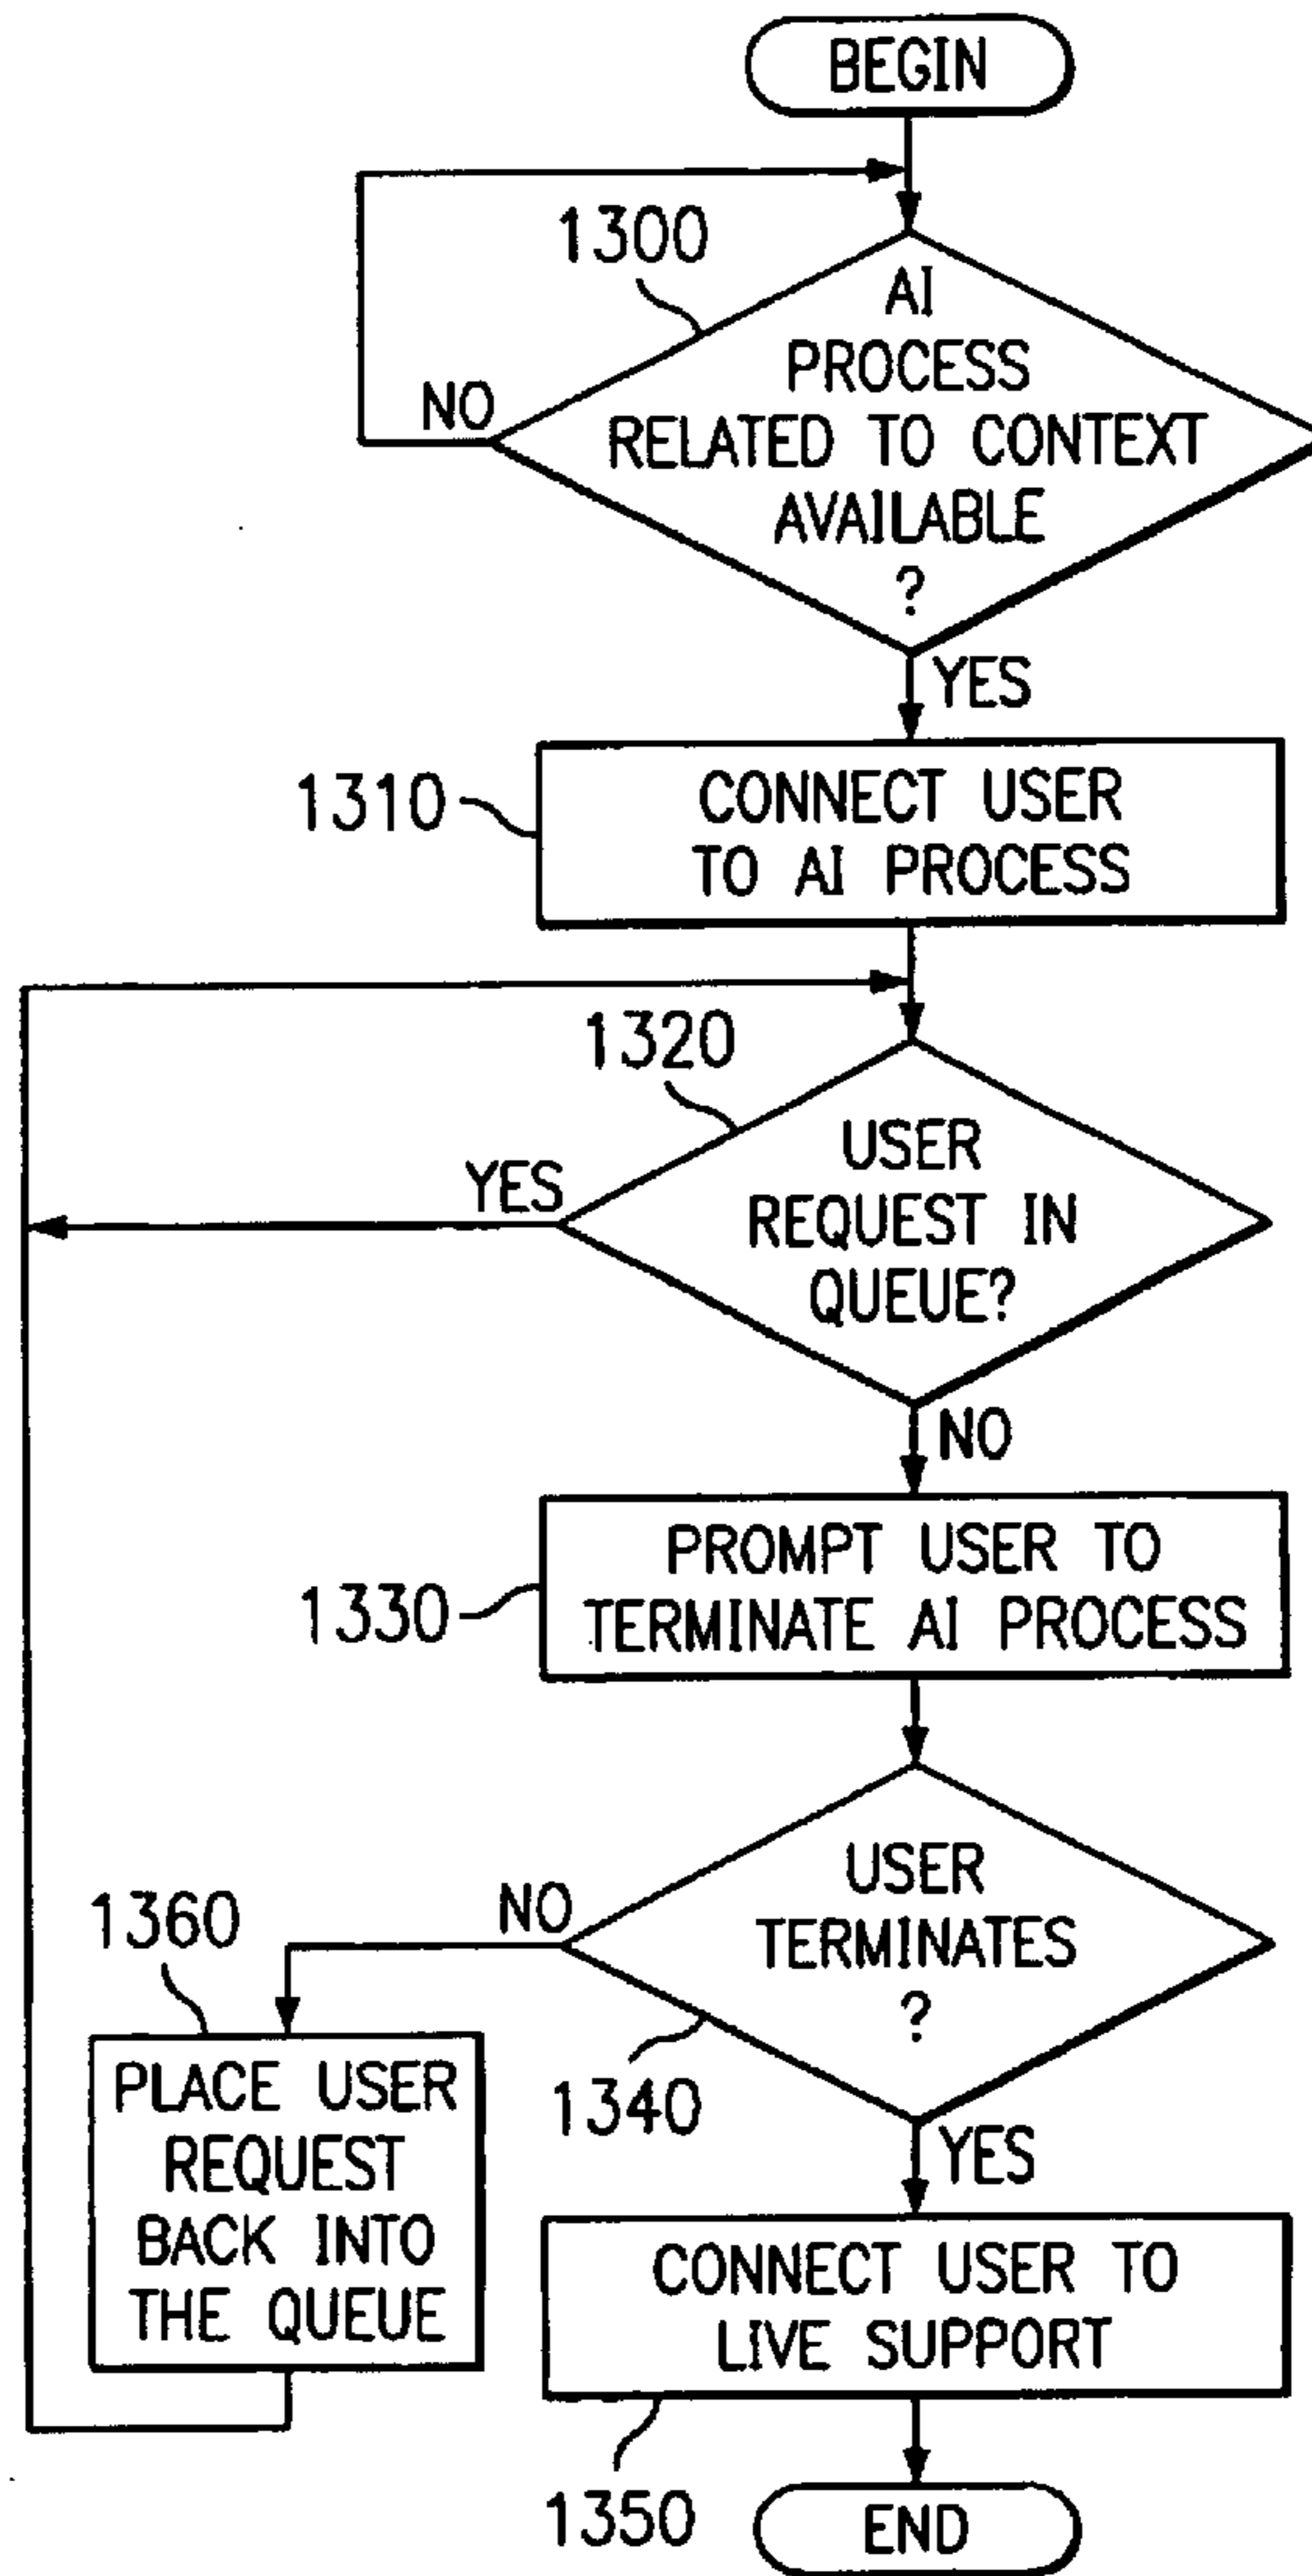 BEGIN
1300
AI
PROCESS
RELATED TO CONTEXT
AVAILABLE
?
NO
YES
1310
CONNECT USER
TO AI PROCESS
1320
USER
REQUEST IN
QUEUE?
YES
NO
1330
PROMPT USER TO
TERMINATE AI PROCESS
USER
TERMINATES
?
NO
1340
YES
1360
PLACE USER
REQUEST
BACK INTO
THE QUEUE
CONNECT USER TO
LIVE SUPPORT
1350
END